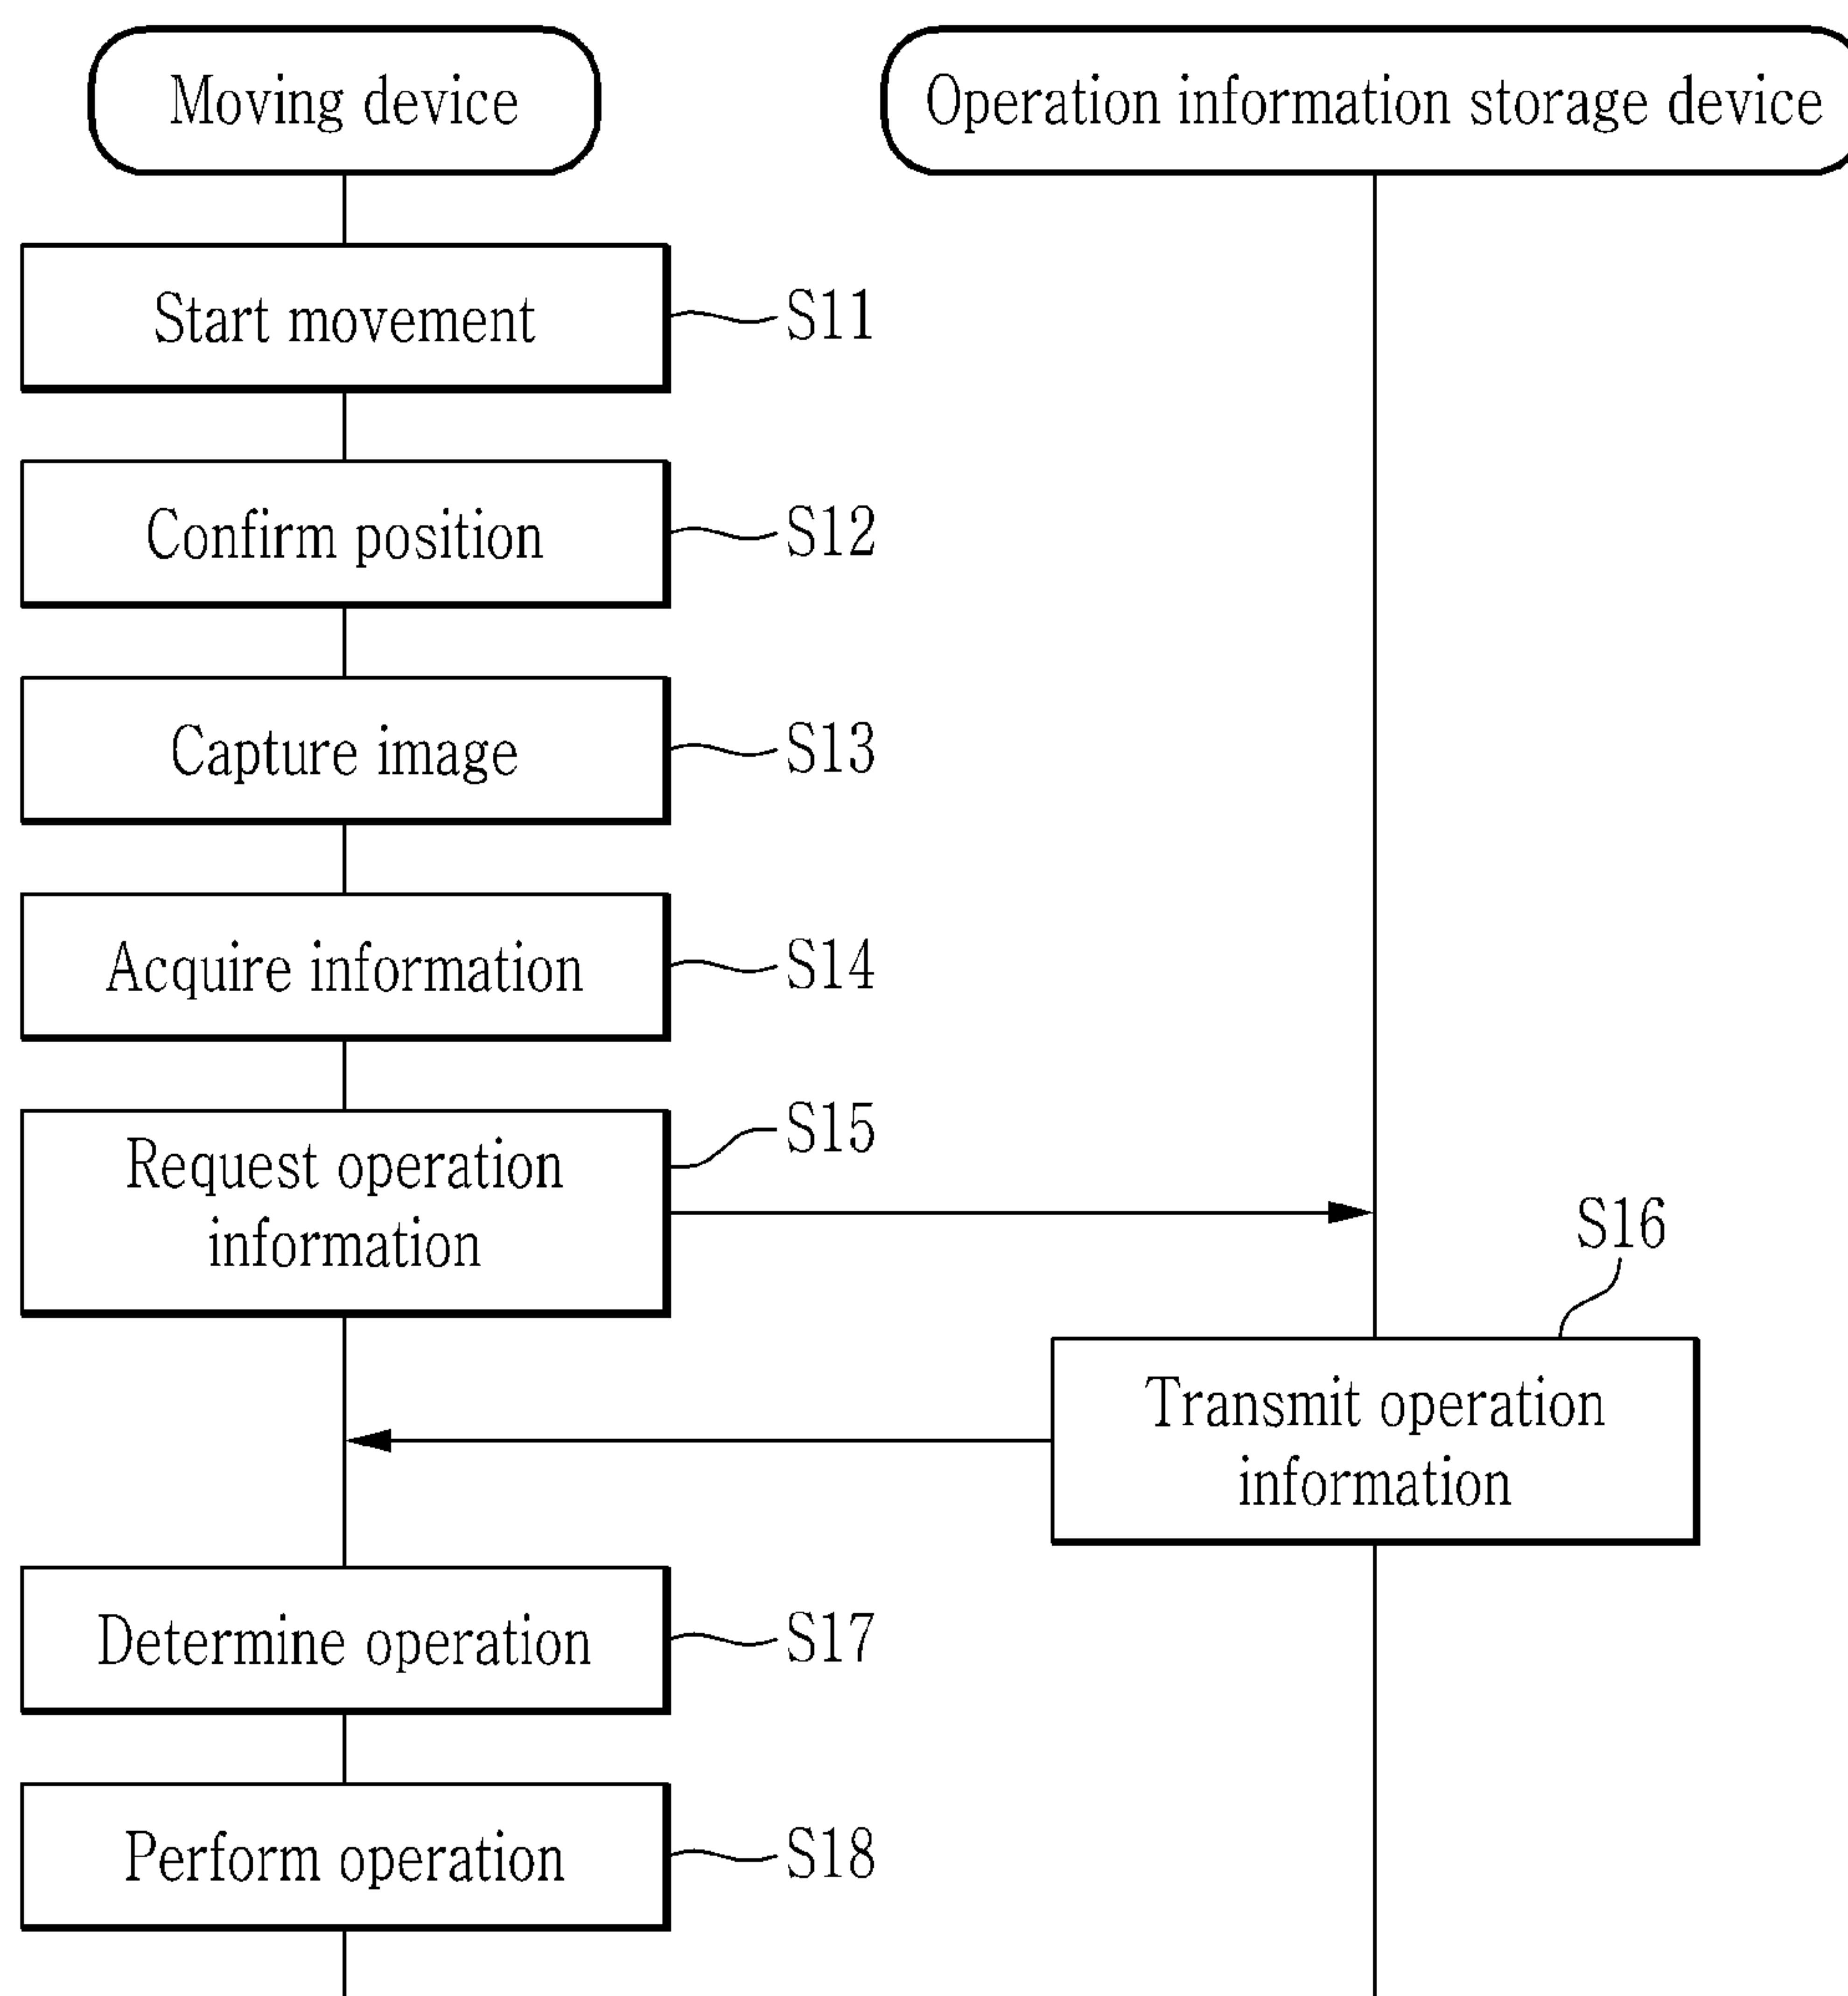 Moving device
Operation information storage device
Start movement
S11
Confirm position
S12
Capture image
S13
Acquire information
S14
Request operation
information
S15
S16
Transmit operation
information
Determine operation
S17
Perform operation
S18